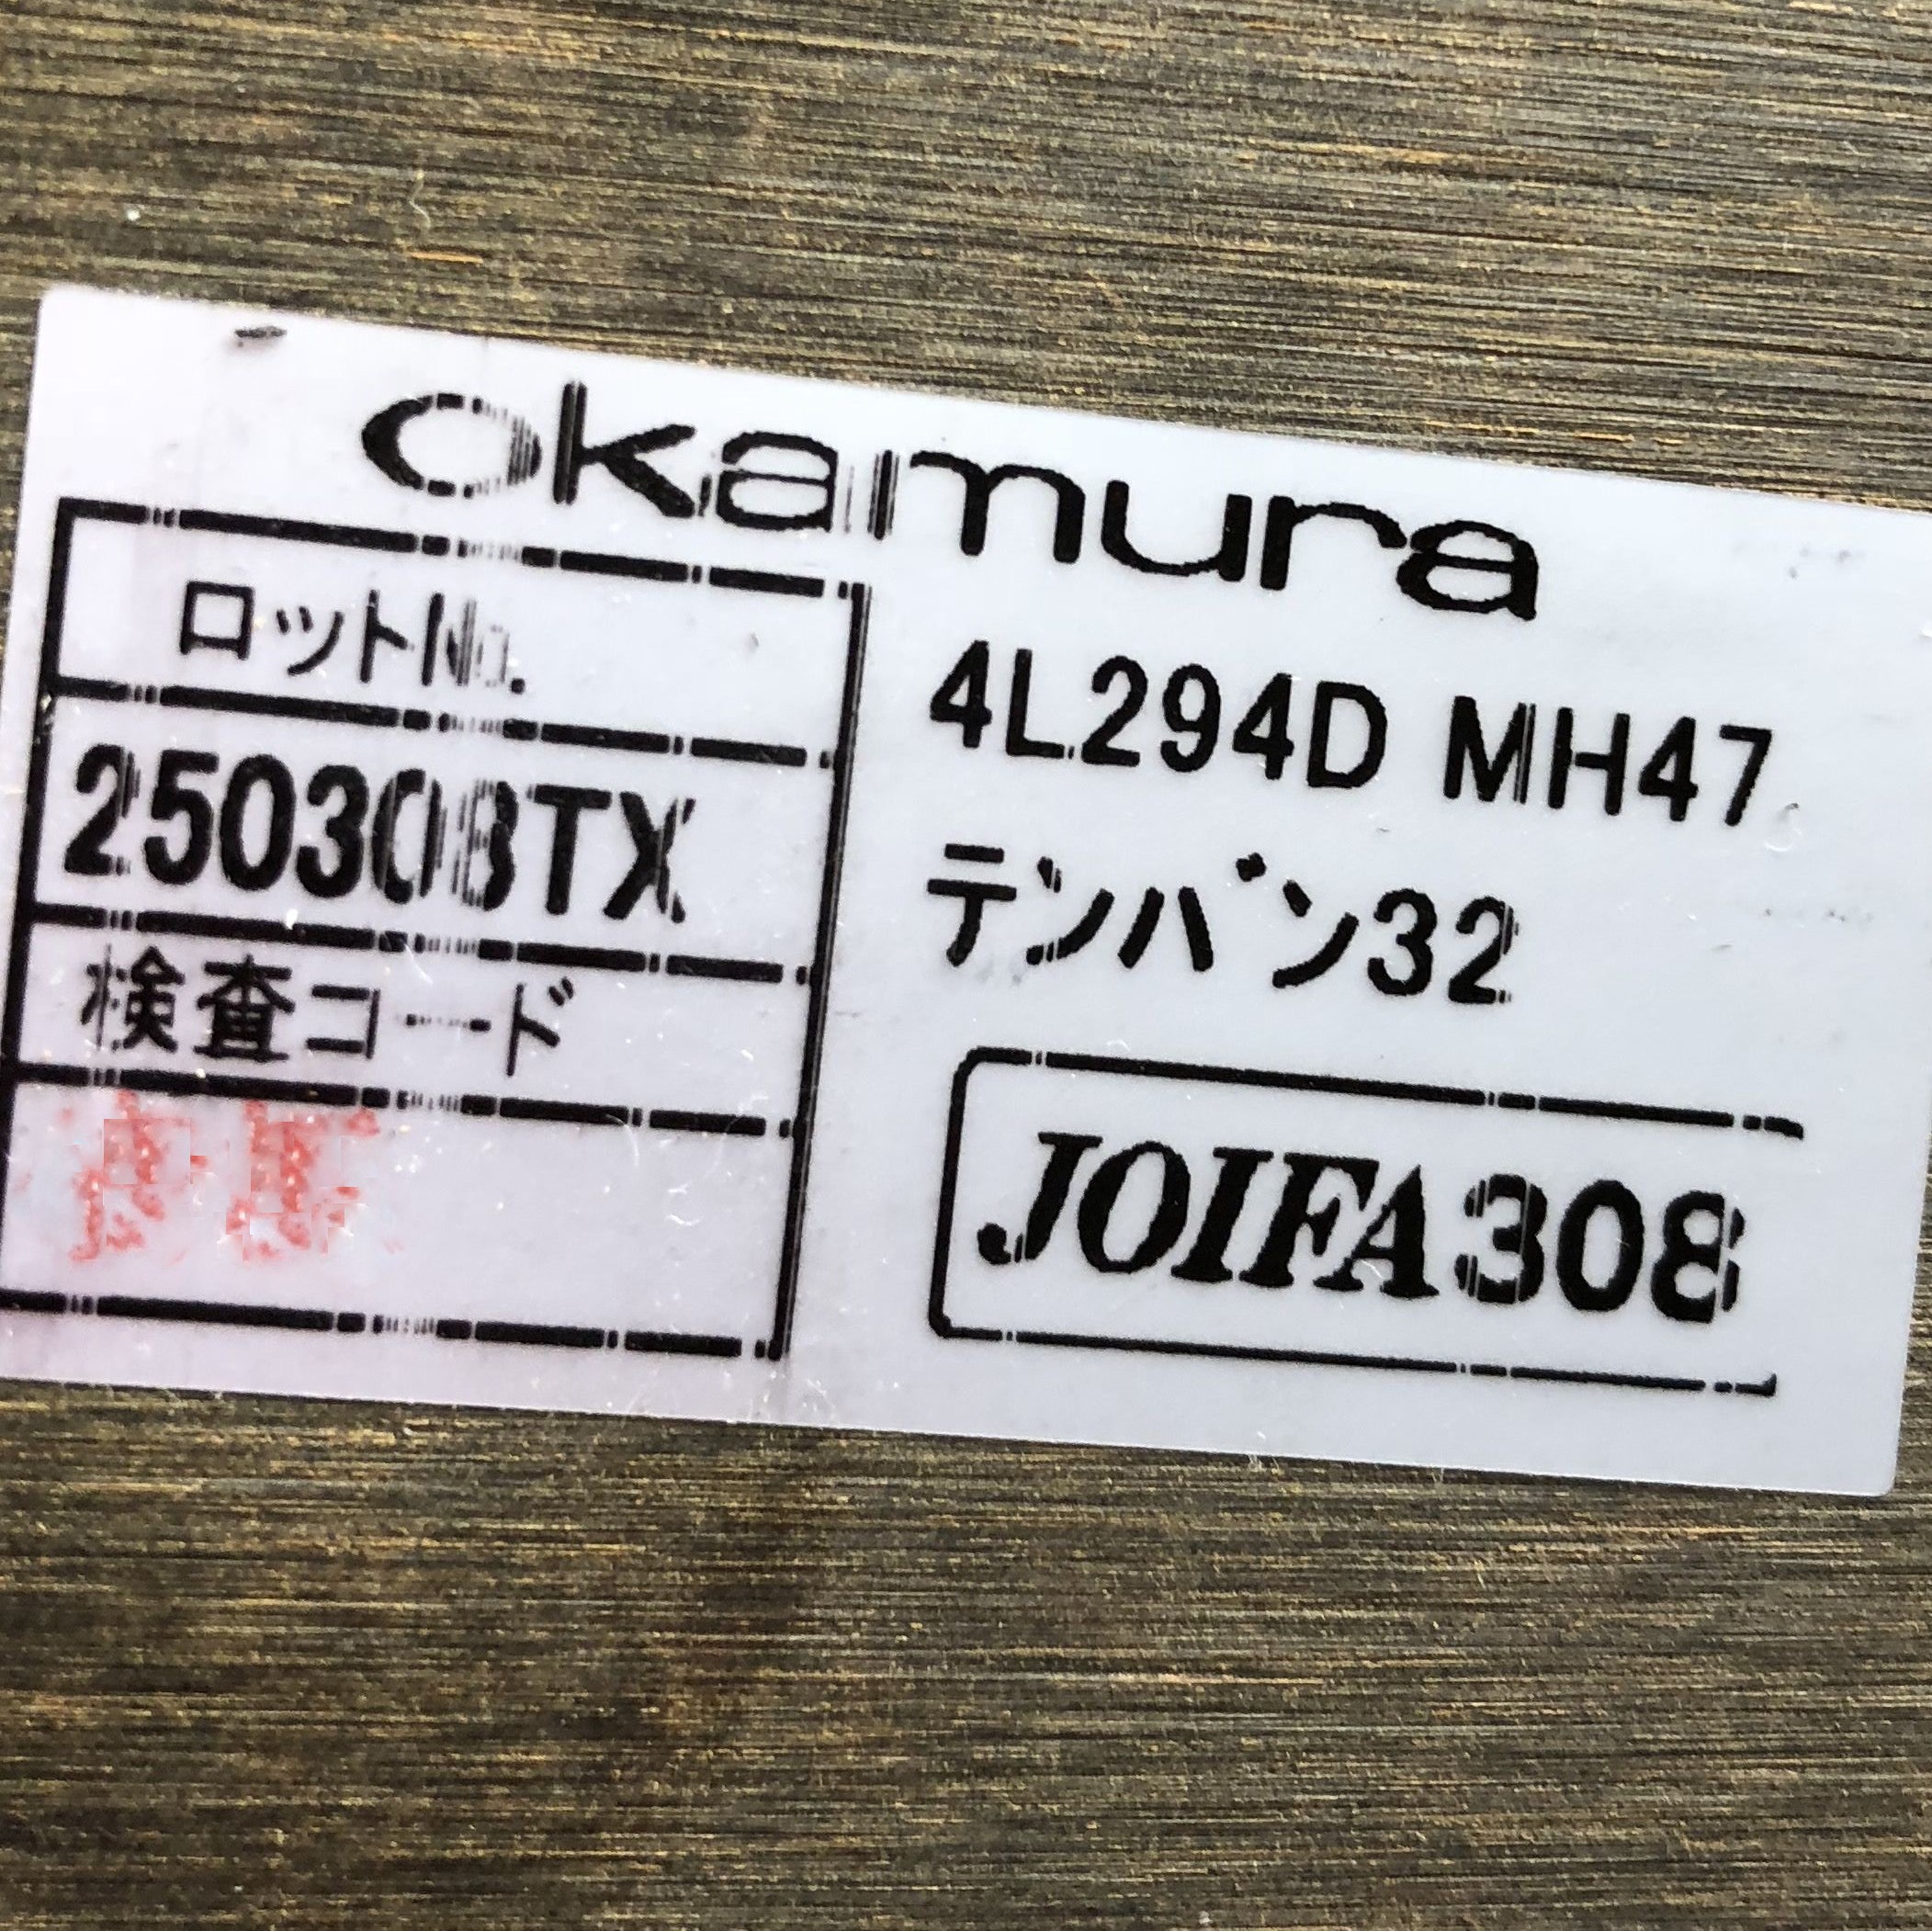 okamura
ロットNo.
250308TX
検査コード
4L294D MH47
テンバン32
JOIFA308